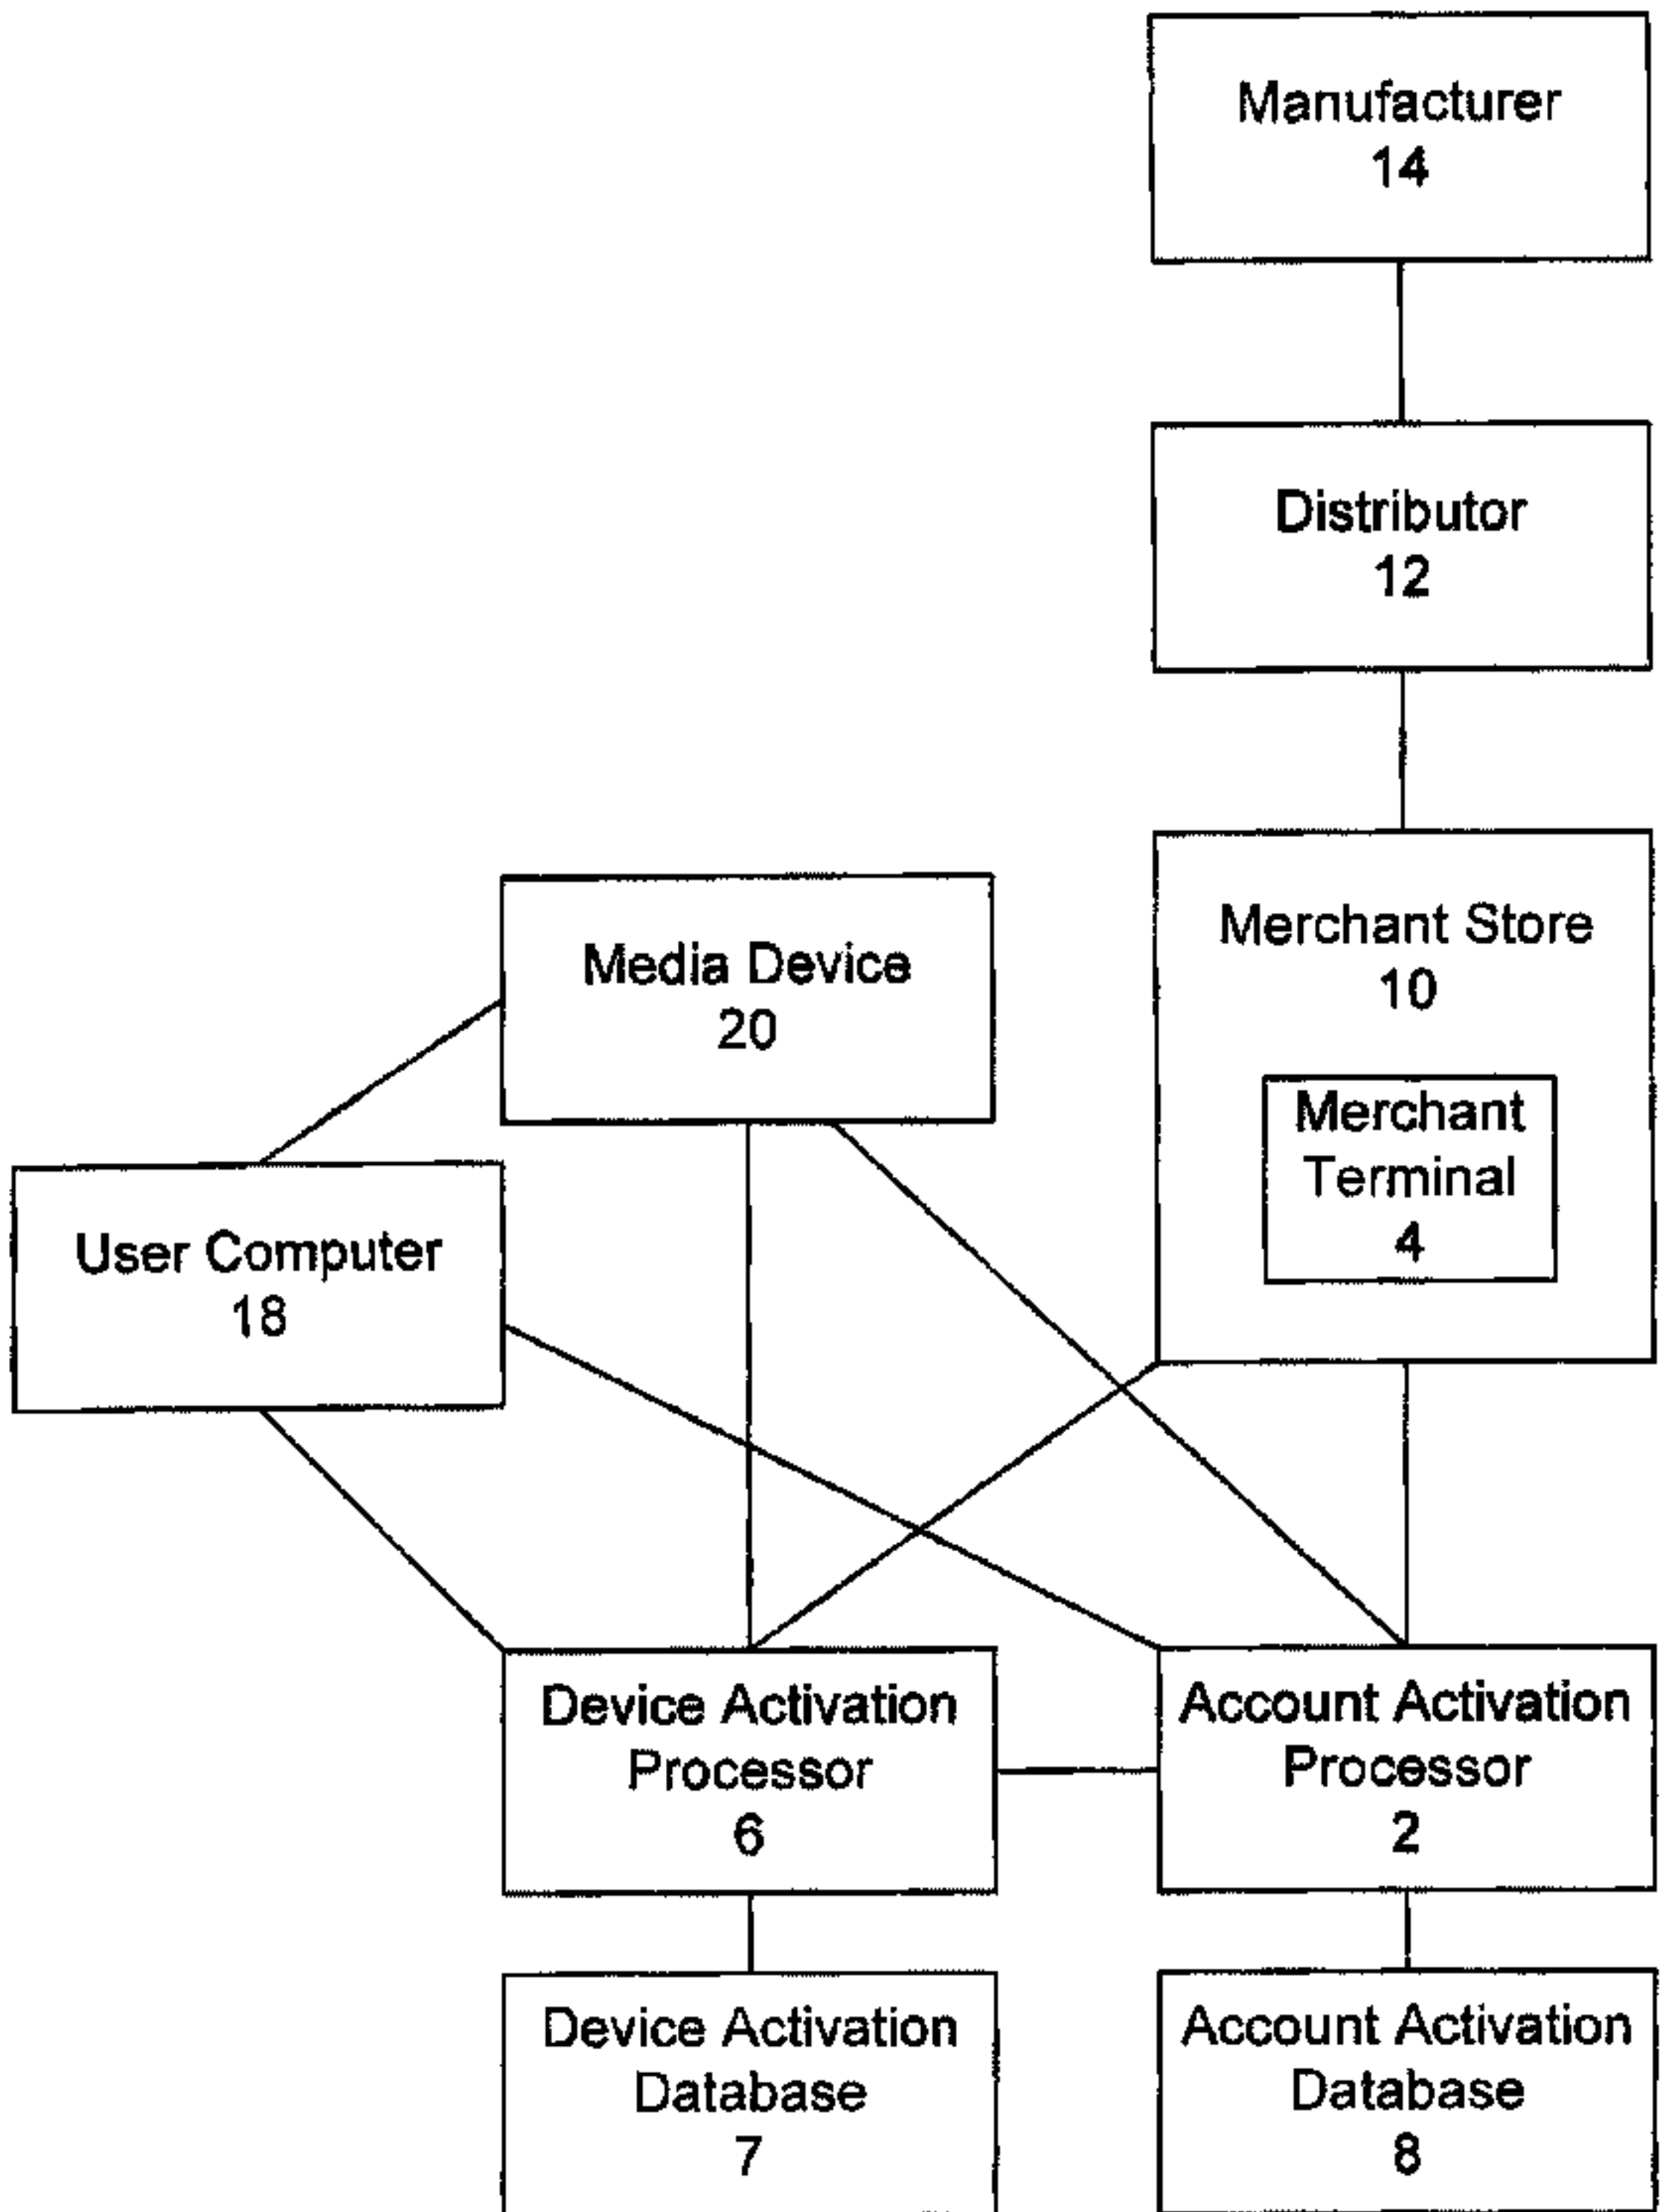 Manufacturer
14
Distributor
12
Merchant Store
10
Merchant
Terminal
4
Media Device
20
User Computer
18
Device Activation
Processor
6
Account Activation
Processor
2
Device Activation
Database
7
Account Activation
Database
8